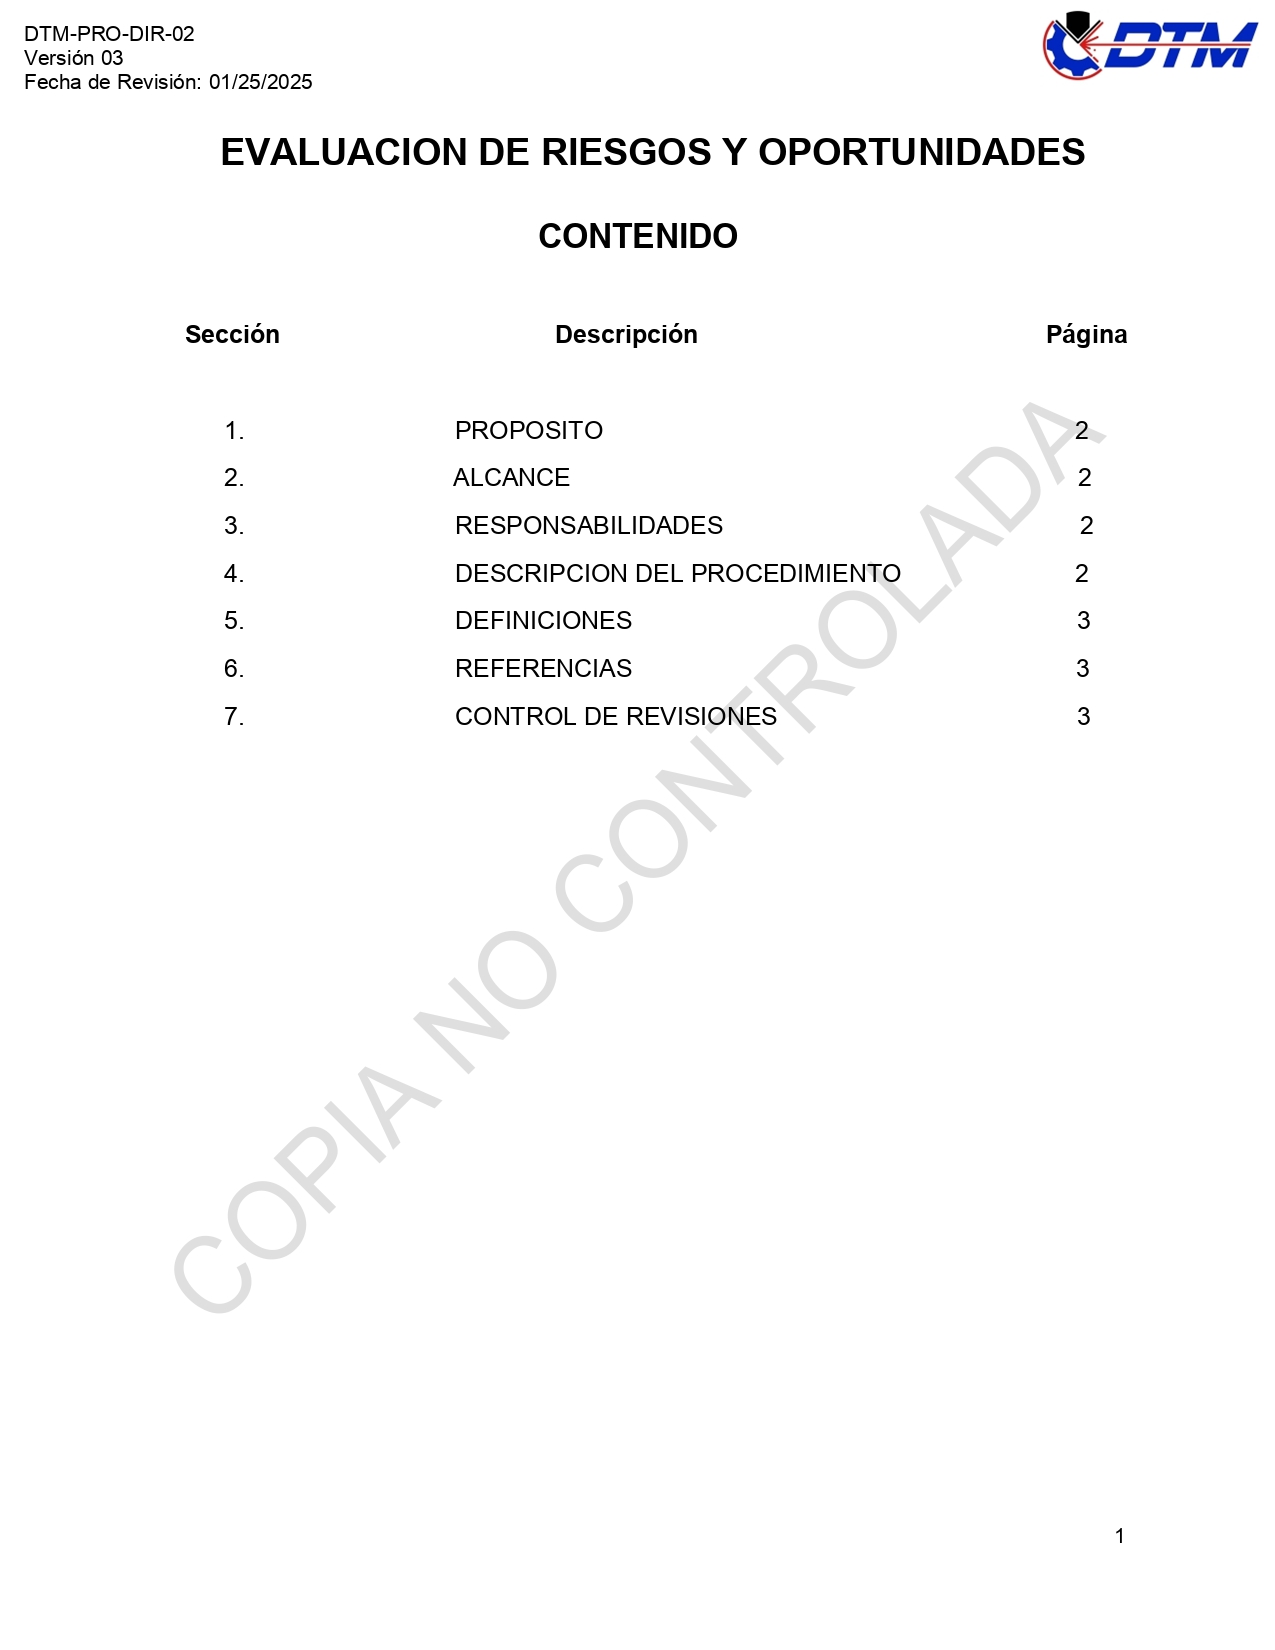 DTM-PRO-DIR-02
Versión 03
Fecha de Revisión: 01/25/2025
DTM
EVALUACION DE RIESGOS Y OPORTUNIDADES
CONTENIDO
Sección Descripción Página
1. PROPOSITO 2
2. ALCANCE 2
3. RESPONSABILIDADES 2
4. DESCRIPCION DEL PROCEDIMIENTO 2
5. DEFINICIONES 3
6. REFERENCIAS 3
7. CONTROL DE REVISIONES 3
COPIA NO CONTROLADA
1